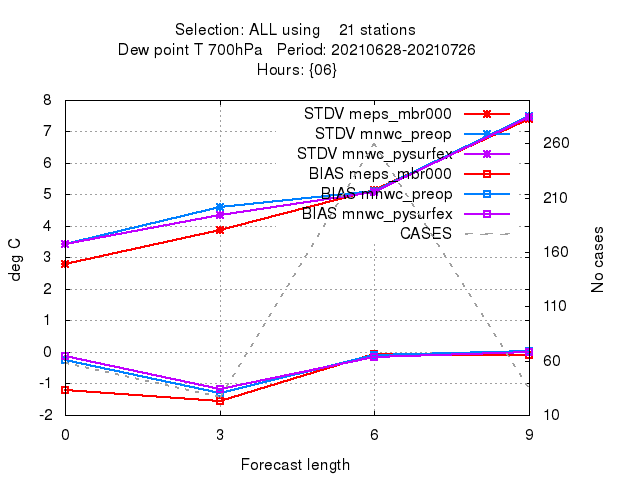 Selection: ALL using 21 stations
Dew point T 700hPa Period: 20210628-20210726
Hours: {06}
STDV meps_mbr000
STDV mnwc_preop
STDV mnwc_pysurfex
BIAS meps_mbr000
BIAS mnwc_preop
BIAS mnwc_pysurfex
CASES
8
7
6
5
4
3
2
1
0
-1
-2
deg C
260
210
160
110
60
10
No cases
0 3 6 9
Forecast length